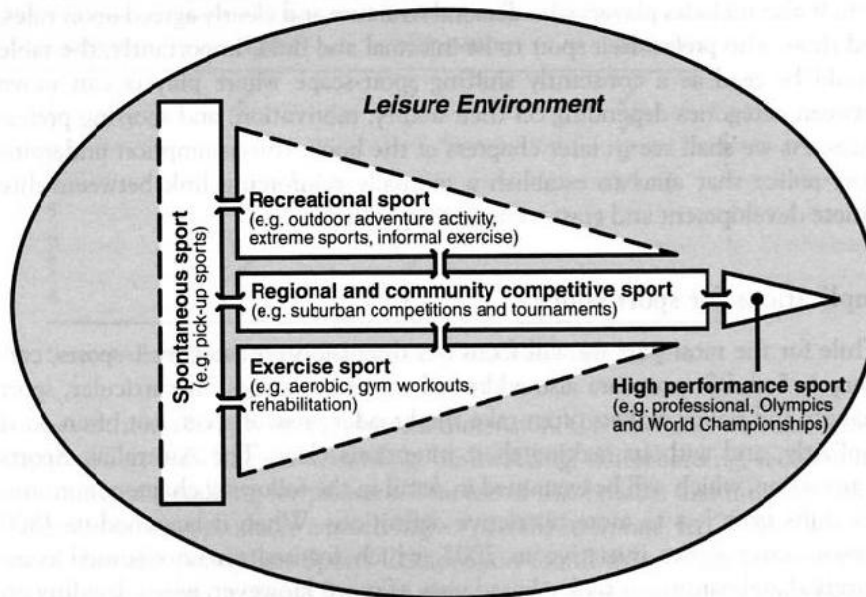 Leisure Environment
Spontaneous sport
(e.g. pick-up sports)
Recreational sport
(e.g. outdoor adventure activity,
extreme sports, informal exercise)
Regional and community competitive sport
(e.g. suburban competitions and tournaments)
Exercise sport
(e.g. aerobic, gym workouts,
rehabilitation)
High performance sport
(e.g. professional, Olympics
and World Championships)